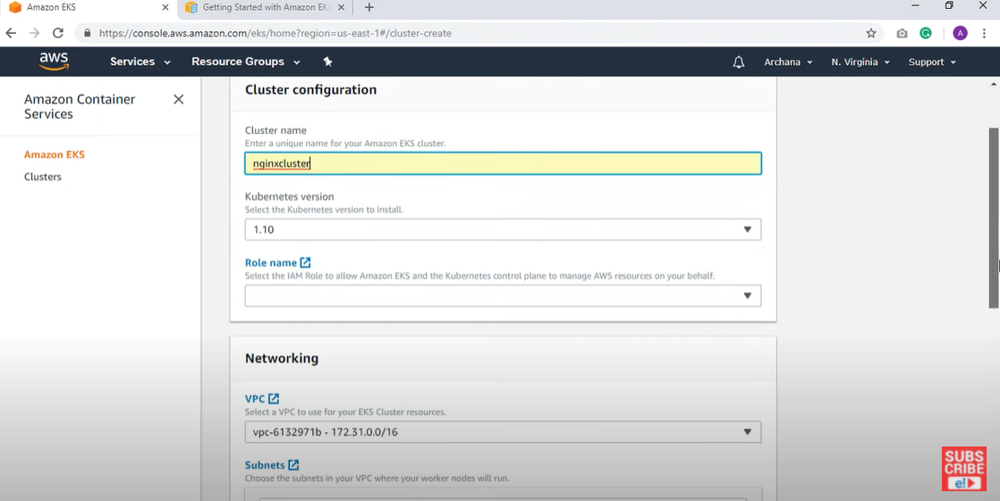 Amazon EKS
Getting Started with Amazon EKS
https://console.aws.amazon.com/eks/home?region=us-east-1#/cluster-create
A
aws
Services
Resource Groups
Archana
N. Virginia
Support
Amazon Container
Services
Amazon EKS
Clusters
Cluster configuration
Cluster name
Enter a unique name for your Amazon EKS cluster.
nginxcluster
Kubernetes version
Select the Kubernetes version to install.
1.10
Role name
Select the IAM Role to allow Amazon EKS and the Kubernetes control plane to manage AWS resources on your behalf.
Networking
VPC
Select a VPC to use for your EKS Cluster resources.
vpc-6132971b - 172.31.0.0/16
Subnets
Choose the subnets in your VPC where your worker nodes will run.
SUBS
CRIBE
e!